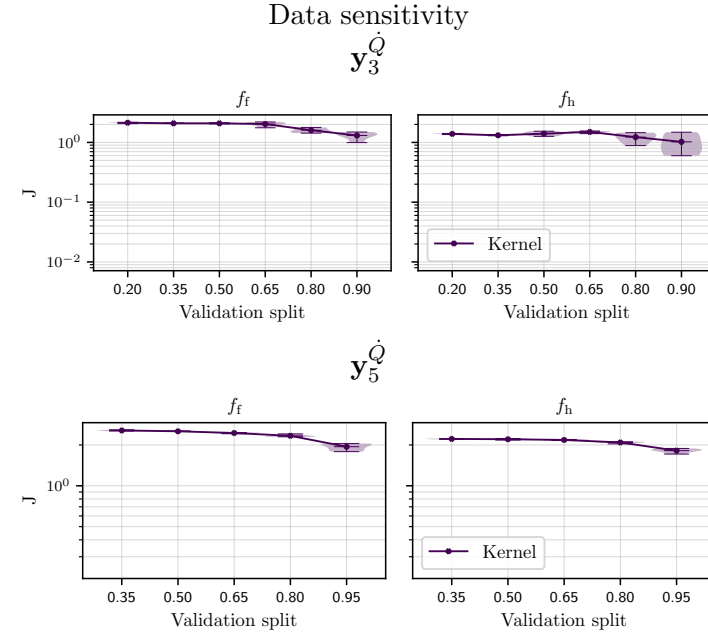 Data sensitivity
y₃^Q̇
f_f
f_h
J
10⁰
10⁻¹
10⁻²
Kernel
0.20 0.35 0.50 0.65 0.80 0.90
0.20 0.35 0.50 0.65 0.80 0.90
Validation split
Validation split
y₅^Q̇
f_f
f_h
J
10⁰
Kernel
0.35 0.50 0.65 0.80 0.95
0.35 0.50 0.65 0.80 0.95
Validation split
Validation split